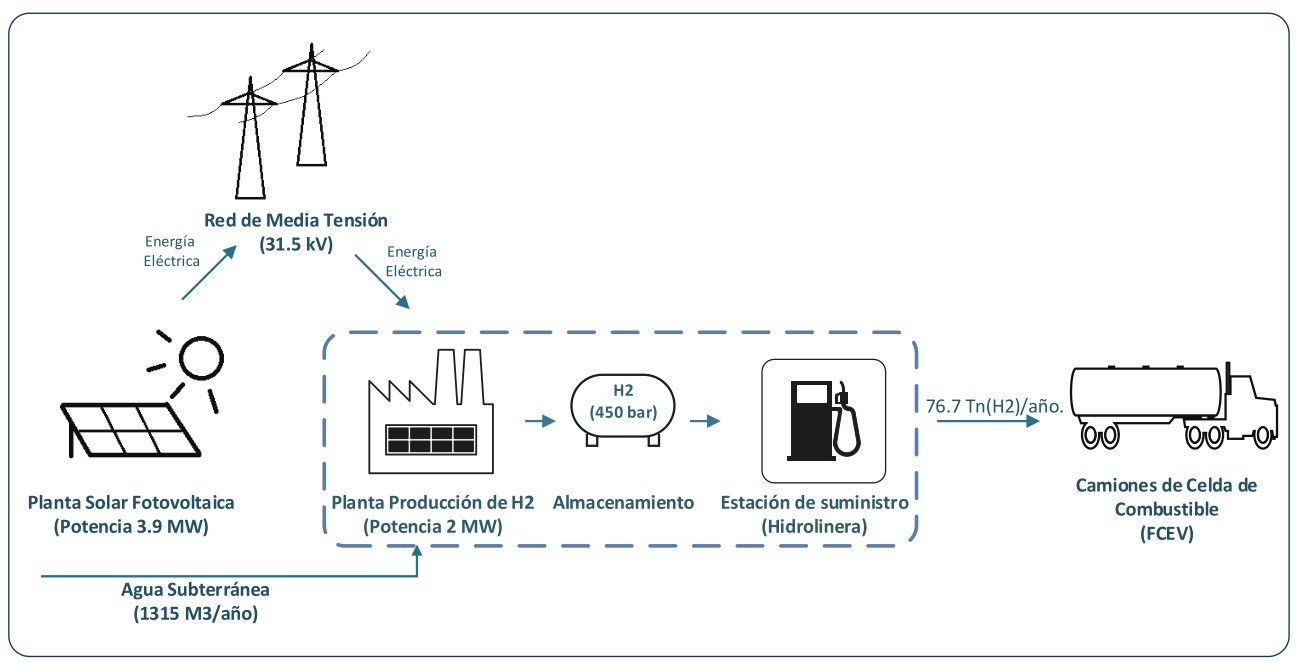 Red de Media Tensión
(31.5 kV)
Energía
Eléctrica
Energía
Eléctrica
H2
(450 bar)
76.7 Tn(H2)/año.
Planta Solar Fotovoltaica
(Potencia 3.9 MW)
Planta Producción de H2
(Potencia 2 MW)
Almacenamiento
Estación de suministro
(Hidrolinera)
Camiones de Celda de
Combustible
(FCEV)
Agua Subterránea
(1315 M3/año)